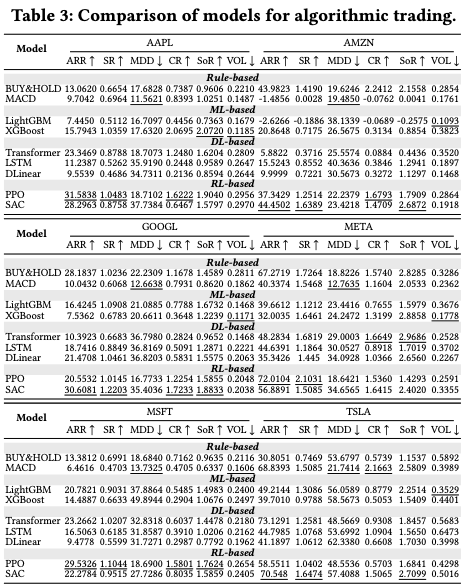 Table 3: Comparison of models for algorithmic trading.
Model AAPL AMZN
ARR ↑ SR ↑ MDD ↓ CR ↑ SoR ↑ VOL ↓ ARR ↑ SR ↑ MDD ↓ CR ↑ SoR ↑ VOL ↓
Rule-based
BUY&HOLD 13.0620 0.6654 17.6828 0.7387 0.9606 0.2210 43.9823 1.4190 19.6246 2.2412 2.1558 0.2854
MACD 9.7042 0.6964 11.5621 0.8393 1.0251 0.1487 -1.4856 0.0028 19.4850 -0.0762 0.0041 0.1761
ML-based
LightGBM 7.4450 0.5112 16.7097 0.4456 0.7363 0.1679 -2.6266 -0.1886 38.1339 -0.0689 -0.2575 0.1093
XGBoost 15.7943 1.0359 17.6320 2.0695 2.0720 0.1185 20.8648 0.7175 26.5673 0.3134 0.8854 0.3823
DL-based
Transformer 23.3469 0.8788 18.7073 1.2480 1.6204 0.2809 5.8822 0.3716 25.5574 0.0884 0.4436 0.3520
LSTM 11.2387 0.5262 35.9190 0.2448 0.9589 0.2647 15.5243 0.8552 40.3636 0.3846 1.2941 0.1897
DLinear 9.5539 0.4686 34.7311 0.2136 0.8594 0.2644 9.9999 0.7221 30.5673 0.3272 1.1297 0.1468
RL-based
PPO 31.5838 1.0483 18.7102 1.6222 1.9040 0.2956 37.3429 1.2514 22.2379 1.6793 1.7909 0.2864
SAC 28.2963 0.8758 37.7384 0.6467 1.5797 0.2970 44.4502 1.6389 23.4218 1.4709 2.6872 0.1918
Model GOOGL META
ARR ↑ SR ↑ MDD ↓ CR ↑ SoR ↑ VOL ↓ ARR ↑ SR ↑ MDD ↓ CR ↑ SoR ↑ VOL ↓
Rule-based
BUY&HOLD 28.1837 1.0236 22.2309 1.1678 1.4589 0.2811 67.2719 1.7264 18.8226 1.5740 2.8285 0.3286
MACD 10.0432 0.6068 12.6638 0.7931 0.8620 0.1862 40.3374 1.5468 12.7635 1.1604 2.0533 0.2362
ML-based
LightGBM 16.4245 1.0908 21.0885 0.7788 1.6732 0.1468 39.6612 1.1212 23.4416 0.7655 1.5979 0.3676
XGBoost 7.5362 0.6783 20.6611 0.3648 1.2239 0.1171 32.0035 1.6461 24.2472 1.3199 2.8858 0.1778
DL-based
Transformer 10.3923 0.6683 36.7980 0.2824 0.9652 0.1468 48.2834 1.6819 29.0003 1.6649 2.9686 0.2528
LSTM 18.7416 0.8849 36.8169 0.5091 1.2871 0.2221 44.6391 1.1864 30.0527 0.8918 1.7019 0.3702
DLinear 21.4708 1.0461 36.8203 0.5831 1.5575 0.2063 35.3426 1.445 34.0928 1.0366 2.6560 0.2267
RL-based
PPO 20.5532 1.0145 16.7733 1.2254 1.5855 0.2048 72.0104 2.1031 18.6421 1.5360 1.4293 0.2591
SAC 30.6081 1.2203 35.4036 1.7233 1.8833 0.2038 56.8891 1.5085 34.6565 1.6415 2.4020 0.3355
Model MSFT TSLA
ARR ↑ SR ↑ MDD ↓ CR ↑ SoR ↑ VOL ↓ ARR ↑ SR ↑ MDD ↓ CR ↑ SoR ↑ VOL ↓
Rule-based
BUY&HOLD 13.3812 0.6991 18.6840 0.7162 0.9635 0.2116 30.8051 0.7469 53.6797 0.5739 1.1537 0.5892
MACD 6.4616 0.4703 13.7325 0.4705 0.6337 0.1606 68.8393 1.5085 21.7414 2.1663 2.5809 0.3989
ML-based
LightGBM 20.7821 0.9031 37.8864 0.5485 1.4983 0.2400 49.2144 1.3086 56.0589 0.8779 2.2514 0.3529
XGBoost 14.4887 0.6633 49.8944 0.2904 1.0676 0.2497 39.7010 0.9788 58.5673 0.5053 1.5409 0.4401
DL-based
Transformer 23.2662 1.0207 32.8318 0.6037 1.4478 0.2180 73.1291 1.2581 48.5669 0.9308 1.8457 0.5683
LSTM 16.5063 0.6185 31.8587 0.3910 1.0206 0.2162 44.7985 1.0768 53.6992 1.0904 1.5650 0.6473
DLinear 9.4778 0.5599 31.7271 0.2987 0.7792 0.1962 41.1897 1.0612 62.3380 0.6608 1.7030 0.3998
RL-based
PPO 29.5326 1.1044 18.6900 1.5801 1.7624 0.2654 58.5511 1.0402 48.5536 0.5703 1.6841 0.4298
SAC 22.2784 0.9515 27.7286 0.8035 1.5859 0.2405 70.548 1.6474 57.4088 1.5065 2.7099 0.5016